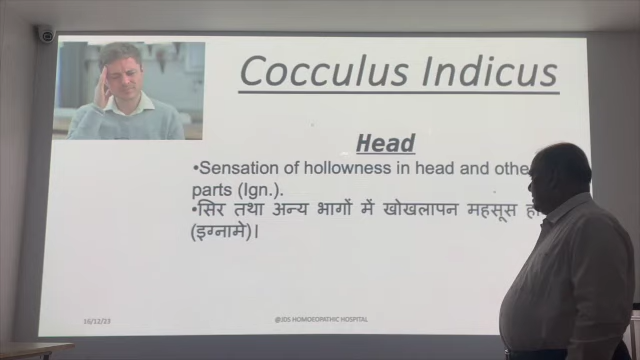 Cocculus Indicus
Head
•Sensation of hollowness in head and othe
parts (Ign.).
•सिर तथा अन्य भागों में खोखलापन महसूस
(इग्नामे)।
16/12/23 @JDS HOMOEOPATHIC HOSPITAL